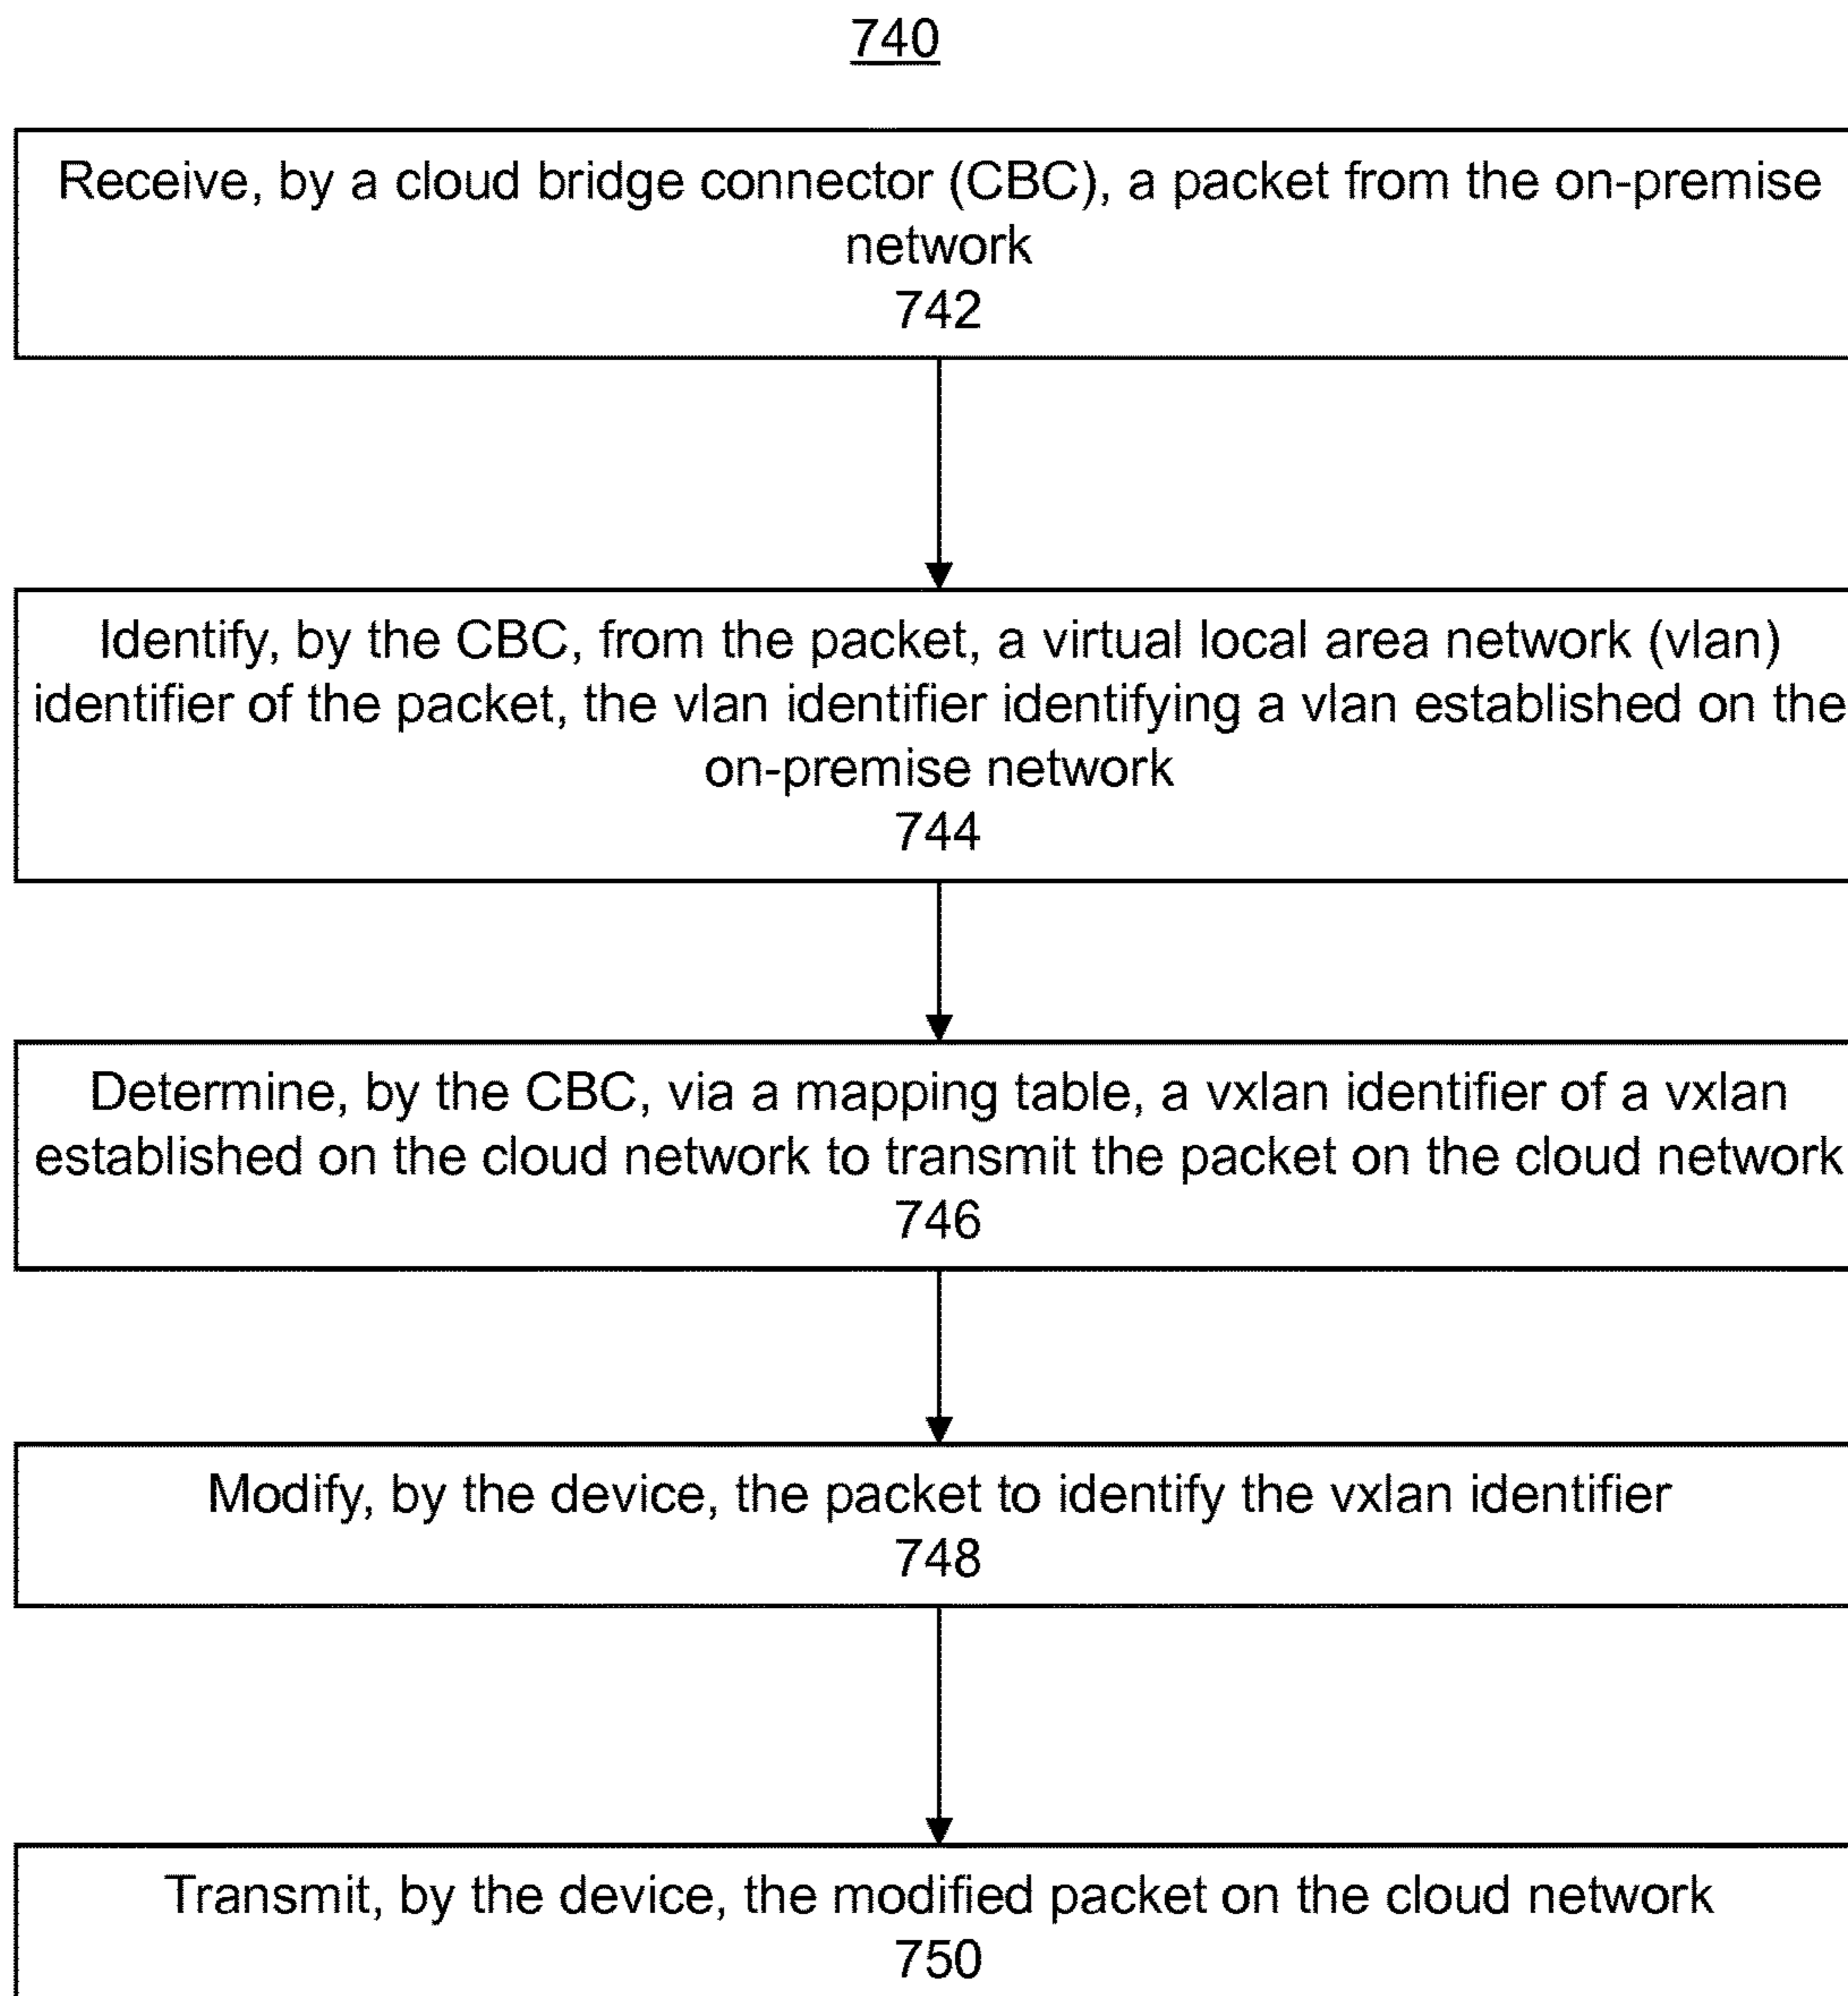 740
Receive, by a cloud bridge connector (CBC), a packet from the on-premise
network
742
Identify, by the CBC, from the packet, a virtual local area network (vlan)
identifier of the packet, the vlan identifier identifying a vlan established on the
on-premise network
744
Determine, by the CBC, via a mapping table, a vxlan identifier of a vxlan
established on the cloud network to transmit the packet on the cloud network
746
Modify, by the device, the packet to identify the vxlan identifier
748
Transmit, by the device, the modified packet on the cloud network
750